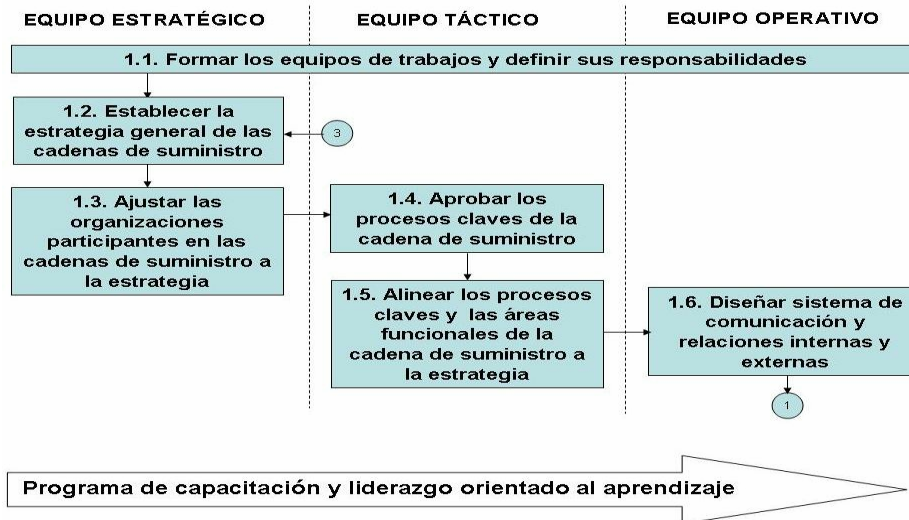 EQUIPO ESTRATÉGICO
EQUIPO TÁCTICO
EQUIPO OPERATIVO
1.1. Formar los equipos de trabajos y definir sus responsabilidades
1.2. Establecer la
estrategia general de las
cadenas de suministro
3
1.3. Ajustar las
organizaciones
participantes en las
cadenas de suministro a
la estrategia
1.4. Aprobar los
procesos claves de la
cadena de suministro
1.5. Alinear los procesos
claves y las áreas
funcionales de la
cadena de suministro a
la estrategia
1.6. Diseñar sistema de
comunicación y
relaciones internas y
externas
1
Programa de capacitación y liderazgo orientado al aprendizaje